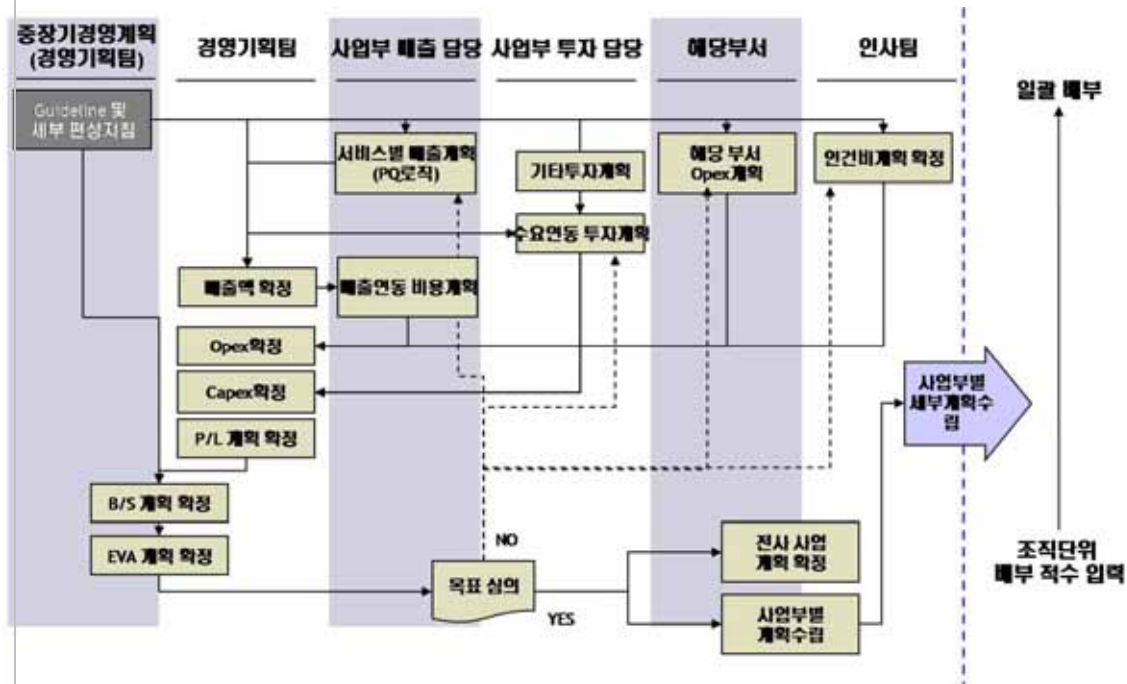 중장기경영계획
(경영기획팀)
경영기획팀
사업부 매출 담당
사업부 투자 담당
해당부서
인사팀
일괄 배부
Guideline 및
세부 편성지침
서비스별 매출계획
(PQ로직)
기타투자계획
해당 부서
Opex계획
인건비계획 확정
수요연동 투자계획
매출액 확정
매출연동 비용계획
Opex확정
Capex확정
P/L 계획 확정
사업부별
세부계획수
립
B/S 계획 확정
EVA 계획 확정
NO
목표 심의
YES
전사 사업
계획 확정
사업부별
계획수립
조직단위
배부 적수 입력